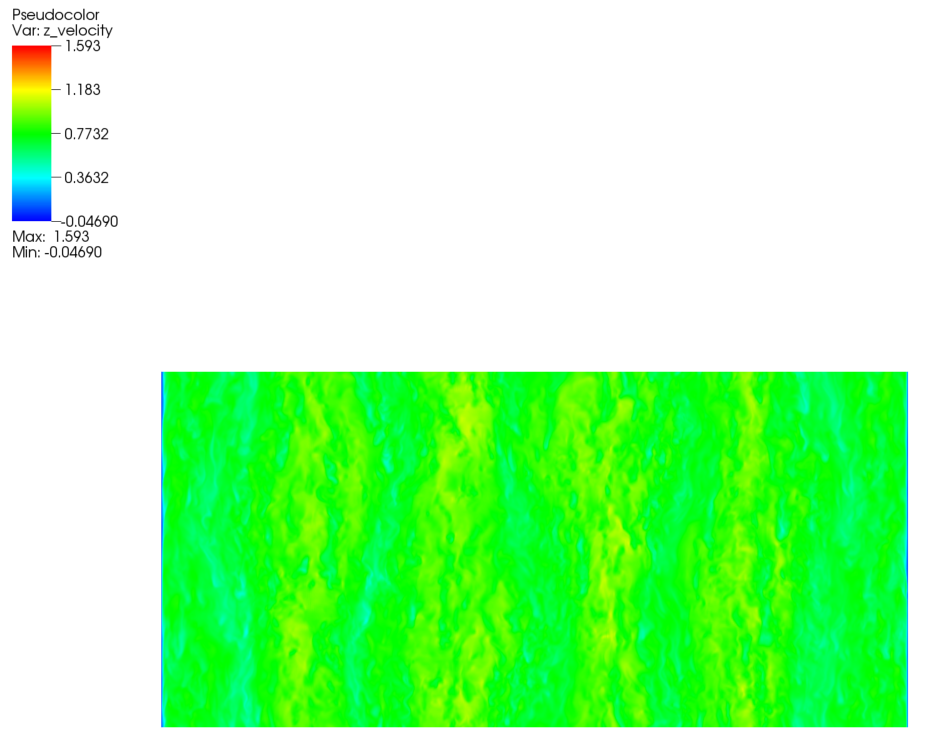 Pseudocolor
Var: z_velocity
1.593
1.183
0.7732
0.3632
-0.04690
Max: 1.593
Min: -0.04690